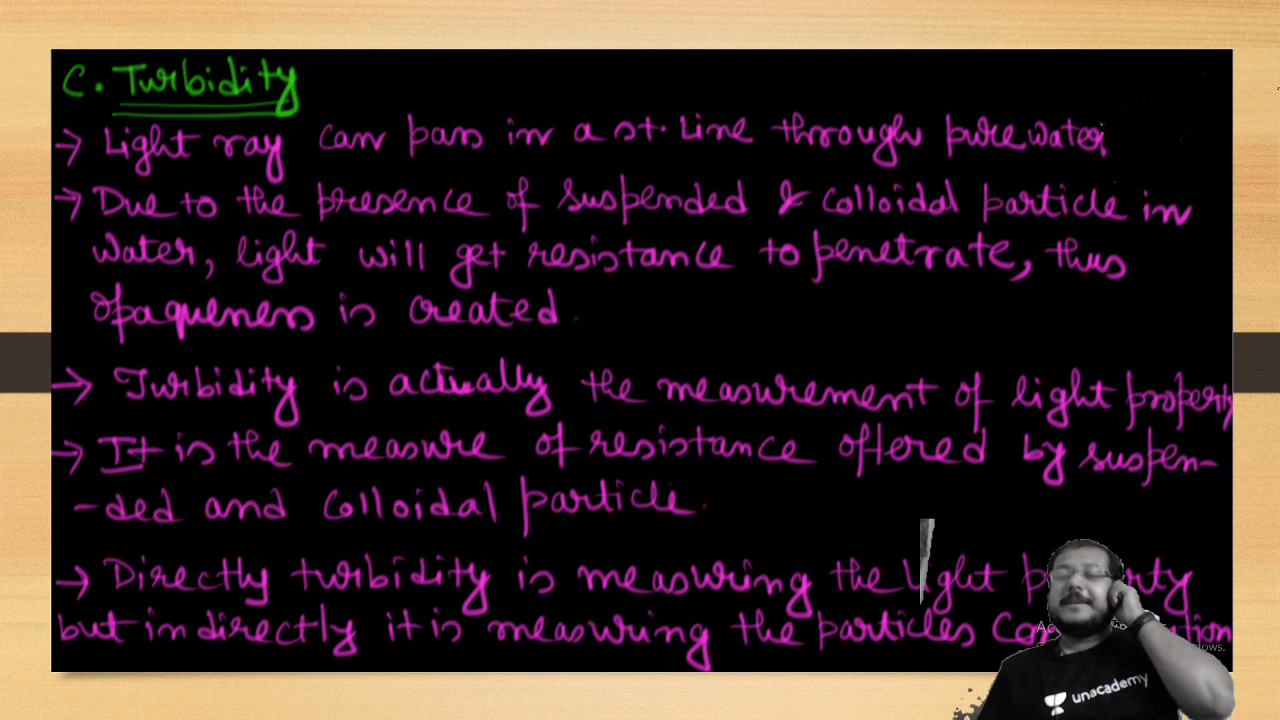 C. Turbidity
→ Light ray can pass in a st. Line through pure water
→ Due to the presence of suspended & colloidal particle in
water, light will get resistance to penetrate, thus
opaqueness is created.
→ Turbidity is actually the measurement of light property
→ It is the measure of resistance offered by suspen-
-ded and colloidal particle.
→ Directly turbidity is measuring the light
but indirectly it is measuring the particles
unacademy